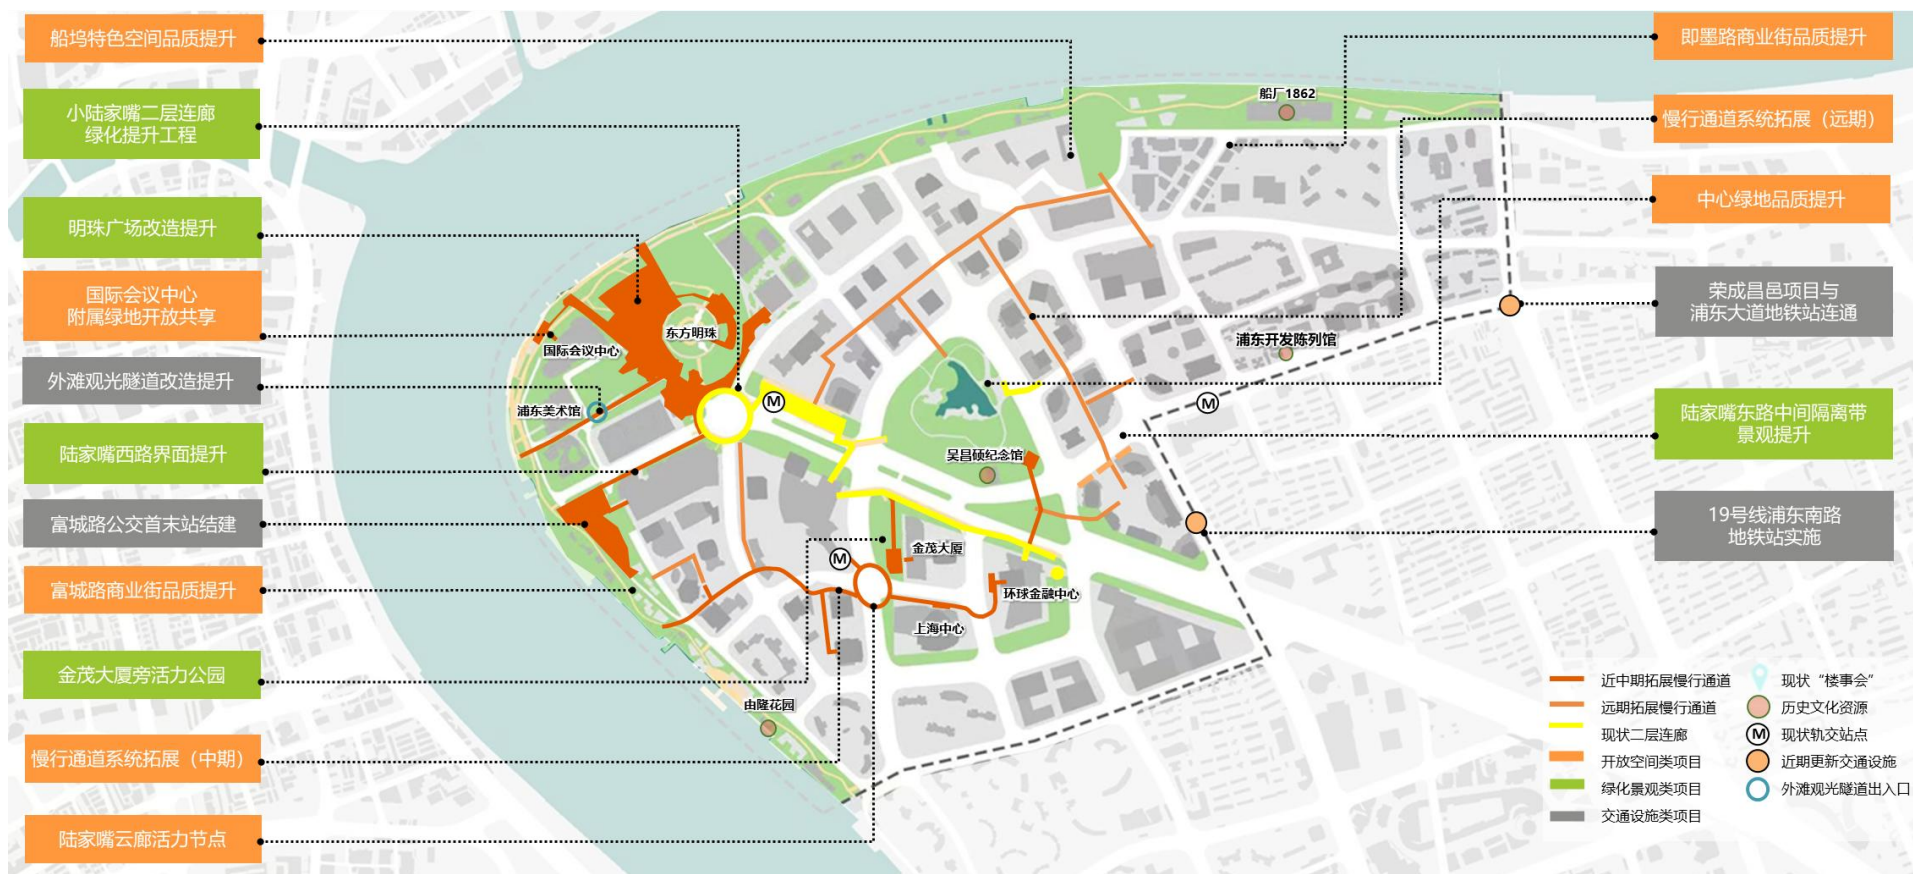 船坞特色空间品质提升
小陆家嘴二层连廊
绿化提升工程
明珠广场改造提升
国际会议中心
附属绿地开放共享
外滩观光隧道改造提升
陆家嘴西路界面提升
富城路公交首末站结建
富城路商业街品质提升
金茂大厦旁活力公园
慢行通道系统拓展（中期）
陆家嘴云廊活力节点
船厂1862
东方明珠
国际会议中心
浦东美术馆
浦东开发陈列馆
M
M
吴昌硕纪念馆
金茂大厦
M
环球金融中心
上海中心
由隆花园
即墨路商业街品质提升
慢行通道系统拓展（远期）
中心绿地品质提升
荣成昌邑项目与
浦东大道地铁站连通
陆家嘴东路中间隔离带
景观提升
19号线浦东南路
地铁站实施
近中期拓展慢行通道
远期拓展慢行通道
现状二层连廊
开放空间类项目
绿化景观类项目
交通设施类项目
现状“楼事会”
历史文化资源
M 现状轨交站点
近期更新交通设施
外滩观光隧道出入口